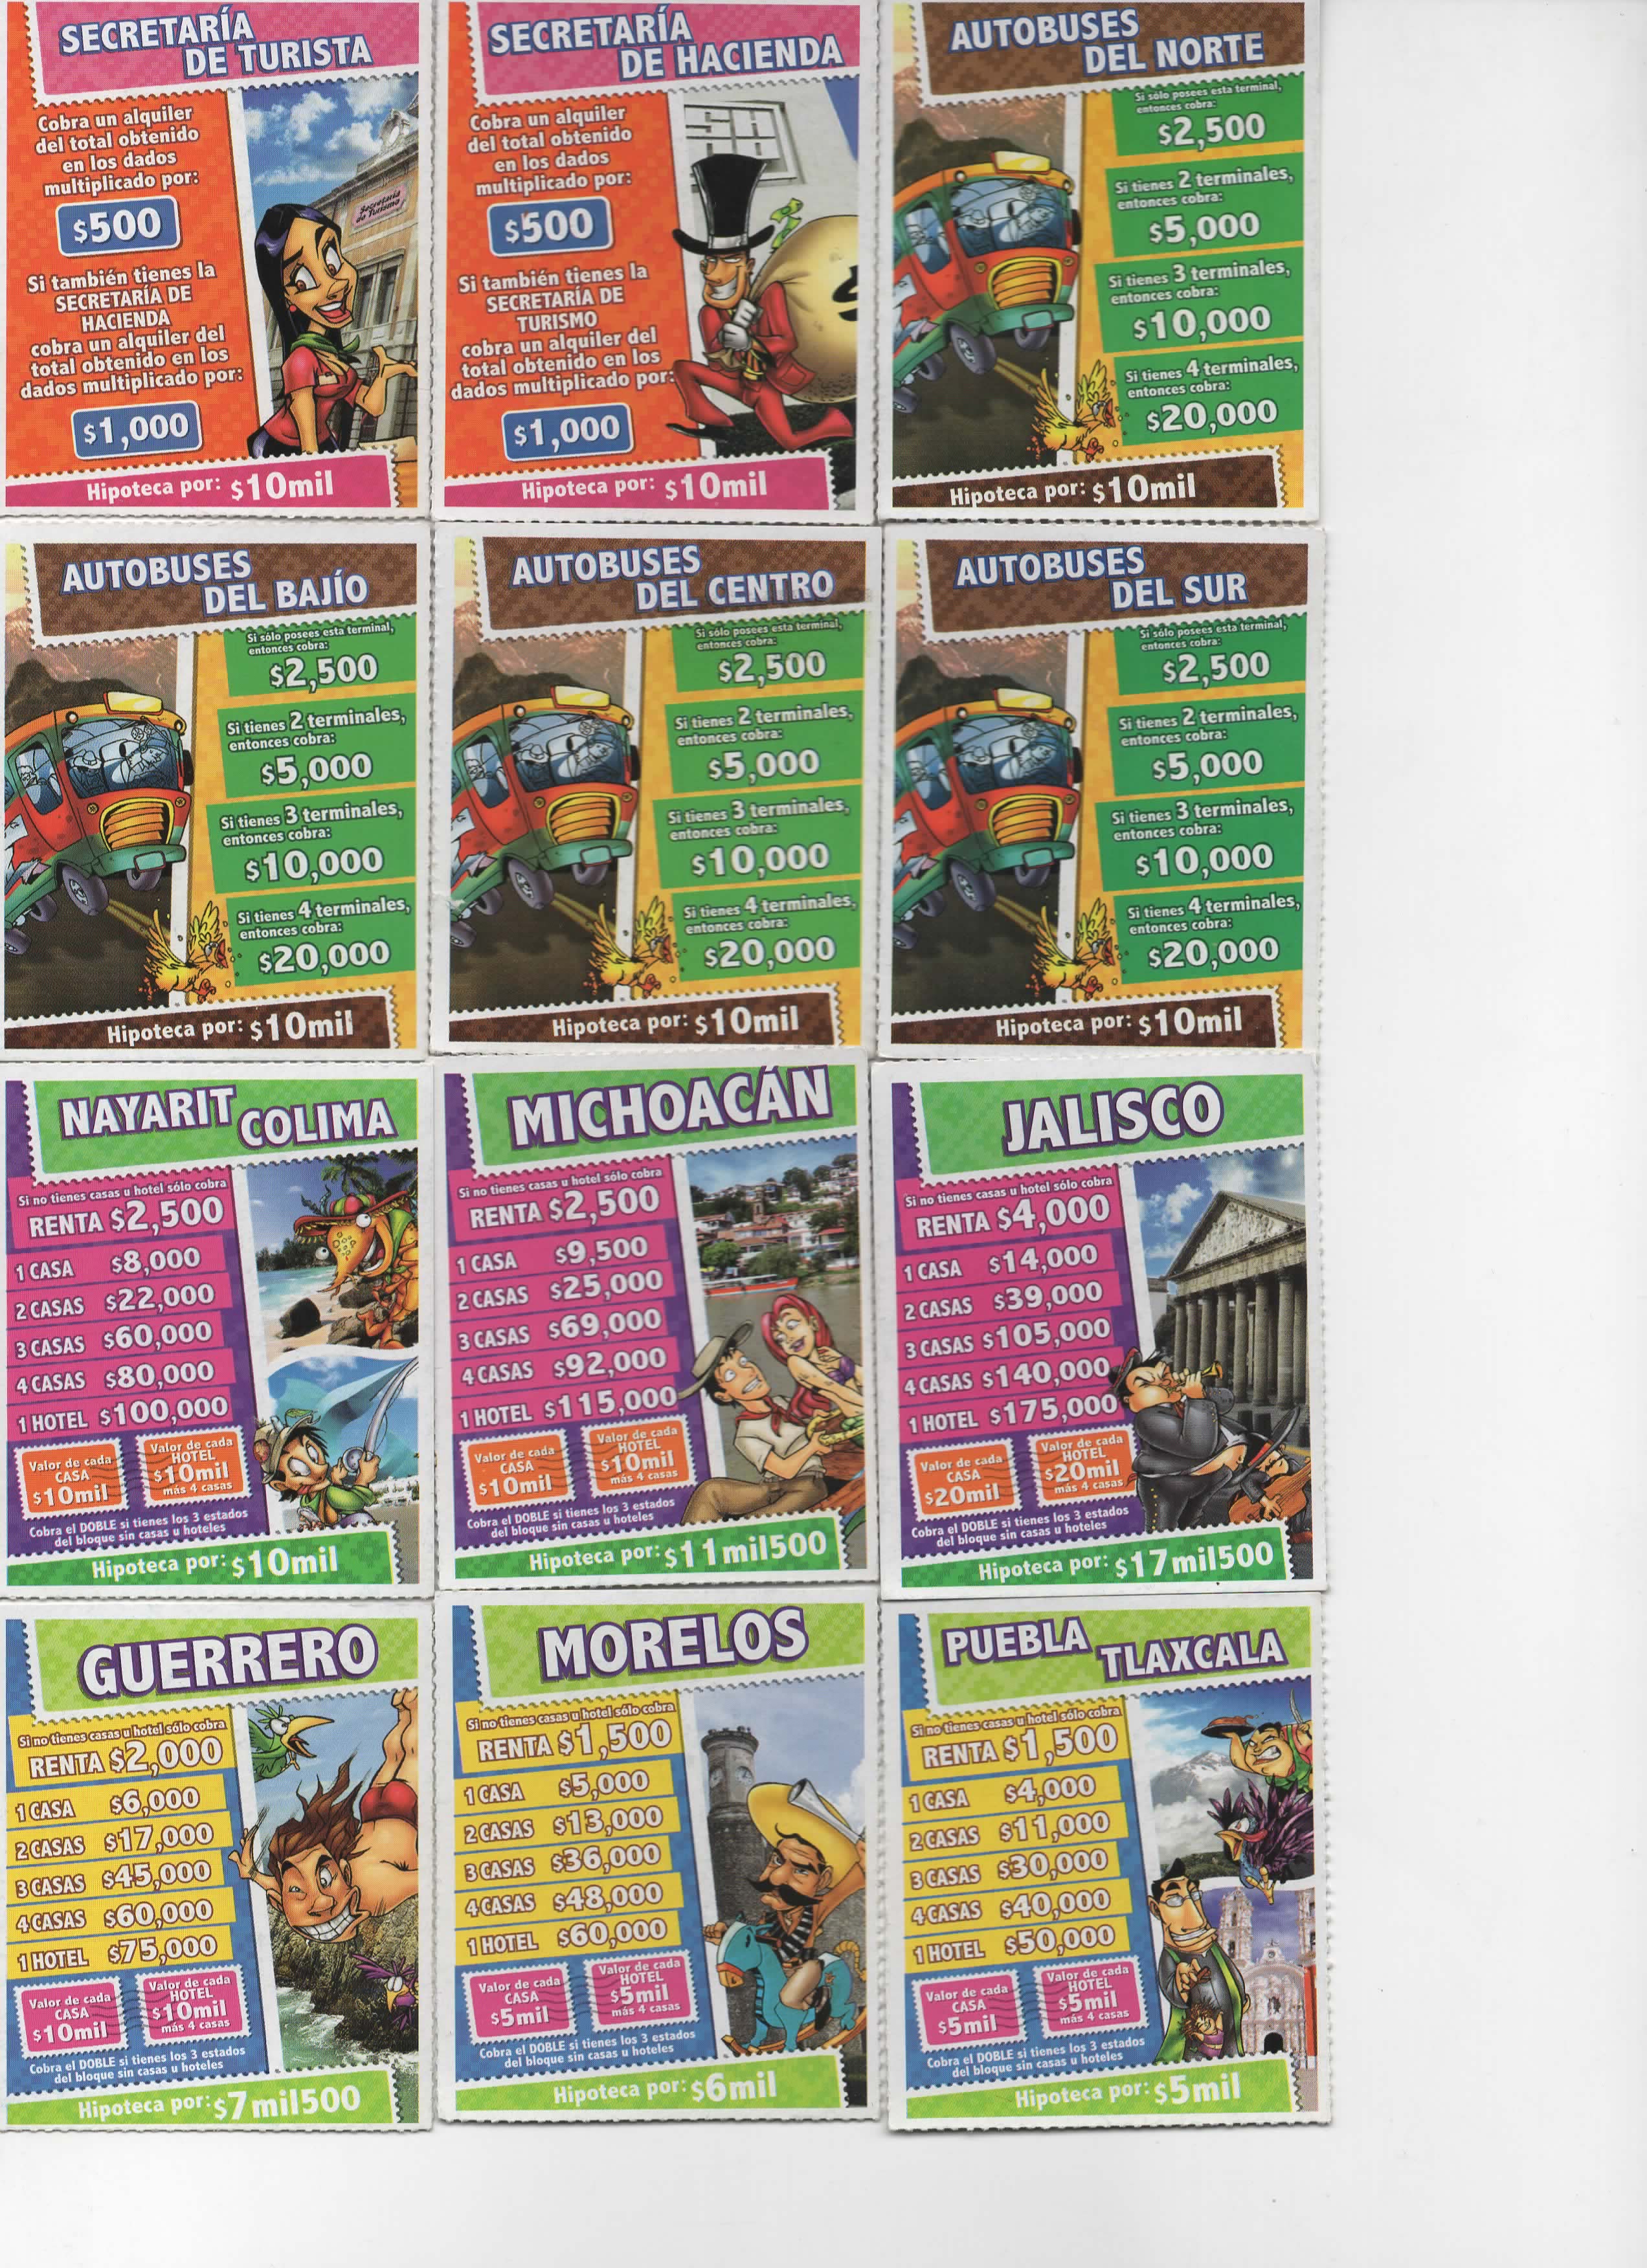 SECRETARÍA
DE TURISTA
Cobra un alquiler
del total obtenido
en los dados
multiplicado por:
$500
Si también tienes la
SECRETARÍA DE
HACIENDA
cobra un alquiler del
total obtenido en los
dados multiplicado por:
$1,000
Secretaría
de Turismo
Hipoteca por: $10mil
SECRETARÍA
DE HACIENDA
Cobra un alquiler
del total obtenido
en los dados
multiplicado por:
$500
Si también tienes la
SECRETARÍA DE
TURISMO
cobra un alquiler del
total obtenido en los
dados multiplicado por:
$1,000
Hipoteca por: $10mil
AUTOBUSES
DEL NORTE
Si sólo posees esta terminal,
entonces cobra:
$2,500
Si tienes 2 terminales,
entonces cobra:
$5,000
Si tienes 3 terminales,
entonces cobra:
$10,000
Si tienes 4 terminales,
entonces cobra:
$20,000
Hipoteca por: $10mil
AUTOBUSES
DEL BAJÍO
Si sólo posees esta terminal,
entonces cobra:
$2,500
Si tienes 2 terminales,
entonces cobra:
$5,000
Si tienes 3 terminales,
entonces cobra:
$10,000
Si tienes 4 terminales,
entonces cobra:
$20,000
Hipoteca por: $10mil
AUTOBUSES
DEL CENTRO
Si sólo posees esta terminal,
entonces cobra:
$2,500
Si tienes 2 terminales,
entonces cobra:
$5,000
Si tienes 3 terminales,
entonces cobra:
$10,000
Si tienes 4 terminales,
entonces cobra:
$20,000
Hipoteca por: $10mil
AUTOBUSES
DEL SUR
Si sólo posees esta terminal,
entonces cobra:
$2,500
Si tienes 2 terminales,
entonces cobra:
$5,000
Si tienes 3 terminales,
entonces cobra:
$10,000
Si tienes 4 terminales,
entonces cobra:
$20,000
Hipoteca por: $10mil
NAYARIT
COLIMA
Si no tienes casas u hotel sólo cobra
RENTA $2,500
1 CASA $8,000
2 CASAS $22,000
3 CASAS $60,000
4 CASAS $80,000
1 HOTEL $100,000
Valor de cada
CASA
$10mil
Valor de cada
HOTEL
$10mil
más 4 casas
Cobra el DOBLE si tienes los 3 estados
del bloque sin casas u hoteles
Hipoteca por: $10mil
MICHOACÁN
Si no tienes casas u hotel sólo cobra
RENTA $2,500
1 CASA $9,500
2 CASAS $25,000
3 CASAS $69,000
4 CASAS $92,000
1 HOTEL $115,000
Valor de cada
CASA
$10mil
Valor de cada
HOTEL
$10mil
más 4 casas
Cobra el DOBLE si tienes los 3 estados
del bloque sin casas u hoteles
Hipoteca por: $11mil500
JALISCO
Si no tienes casas u hotel sólo cobra
RENTA $4,000
1 CASA $14,000
2 CASAS $39,000
3 CASAS $105,000
4 CASAS $140,000
1 HOTEL $175,000
Valor de cada
CASA
$20mil
Valor de cada
HOTEL
$20mil
más 4 casas
Cobra el DOBLE si tienes los 3 estados
del bloque sin casas u hoteles
Hipoteca por: $17mil500
GUERRERO
Si no tienes casas u hotel sólo cobra
RENTA $2,000
1 CASA $6,000
2 CASAS $17,000
3 CASAS $45,000
4 CASAS $60,000
1 HOTEL $75,000
Valor de cada
CASA
$10mil
Valor de cada
HOTEL
$10mil
más 4 casas
Cobra el DOBLE si tienes los 3 estados
del bloque sin casas u hoteles
Hipoteca por: $7mil500
MORELOS
Si no tienes casas u hotel sólo cobra
RENTA $1,500
1 CASA $5,000
2 CASAS $13,000
3 CASAS $36,000
4 CASAS $48,000
1 HOTEL $60,000
Valor de cada
CASA
$5mil
Valor de cada
HOTEL
$5mil
más 4 casas
Cobra el DOBLE si tienes los 3 estados
del bloque sin casas u hoteles
Hipoteca por: $6mil
PUEBLA
TLAXCALA
Si no tienes casas u hotel sólo cobra
RENTA $1,500
1 CASA $4,000
2 CASAS $11,000
3 CASAS $30,000
4 CASAS $40,000
1 HOTEL $50,000
Valor de cada
CASA
$5mil
Valor de cada
HOTEL
$5mil
más 4 casas
Cobra el DOBLE si tienes los 3 estados
del bloque sin casas u hoteles
Hipoteca por: $5mil